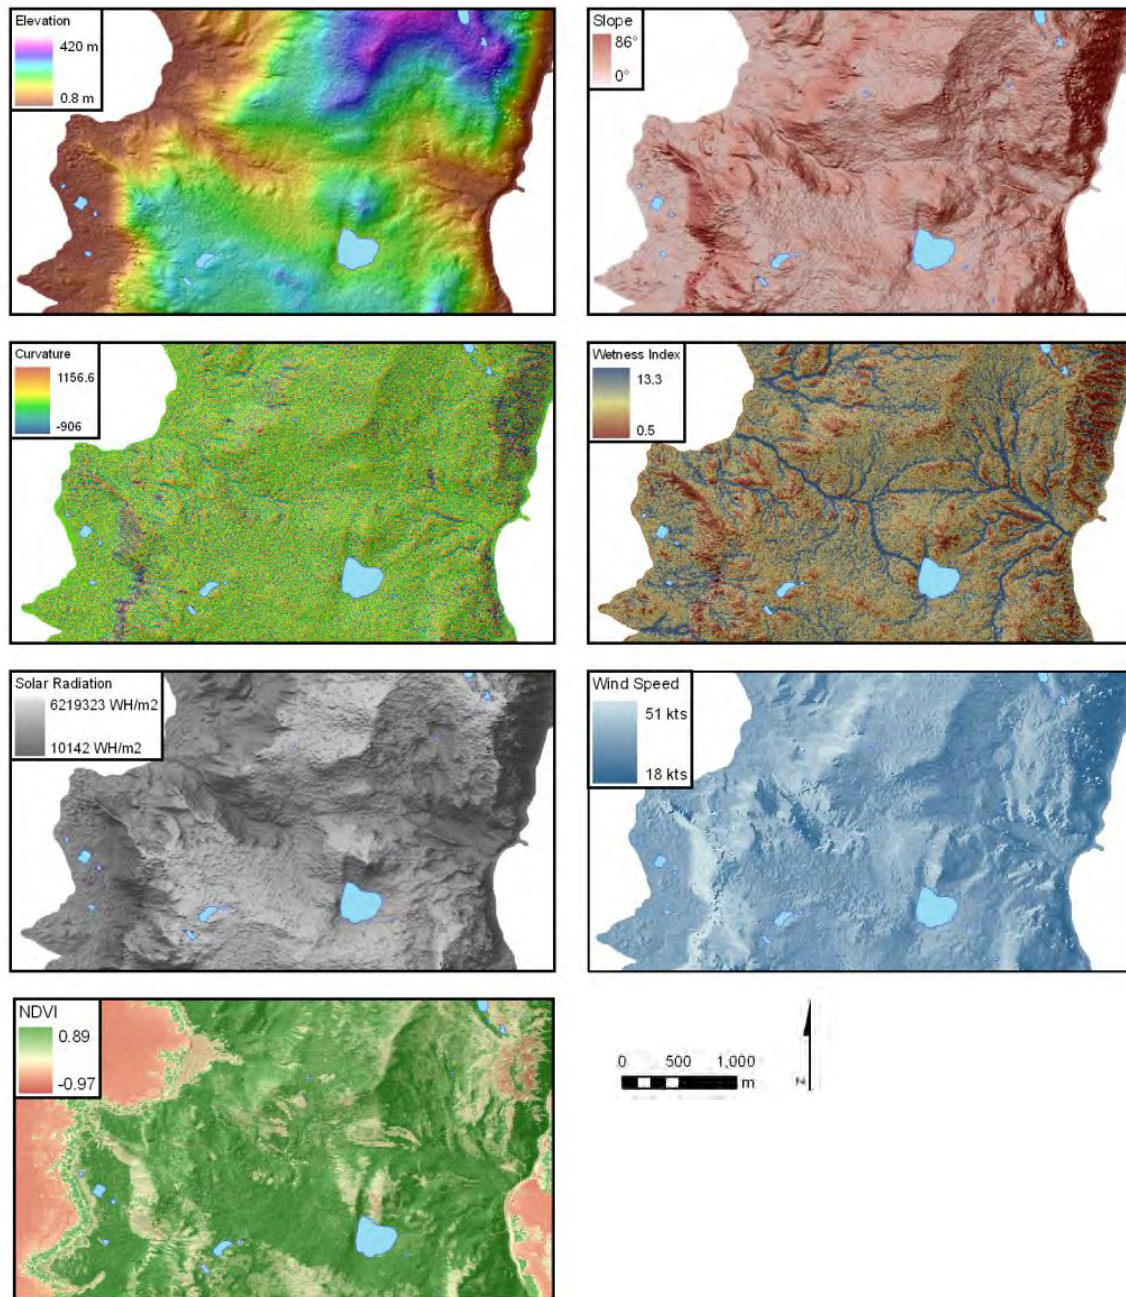 Elevation
420 m
0.8 m
Slope
86°
0°
Curvature
1156.6
-906
Wetness Index
13.3
0.5
Solar Radiation
6219323 WH/m2
10142 WH/m2
Wind Speed
51 kts
18 kts
NDVI
0.89
-0.97
0 500 1,000
m
N